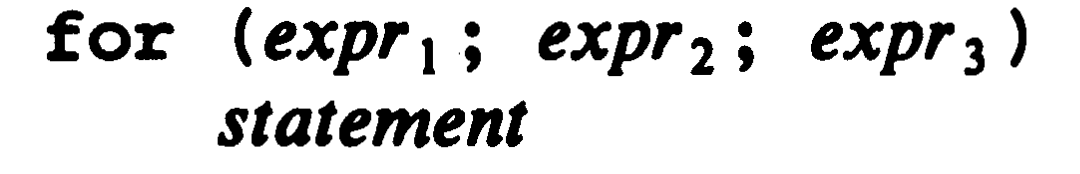 for (expr₁; expr₂; expr₃)
statement